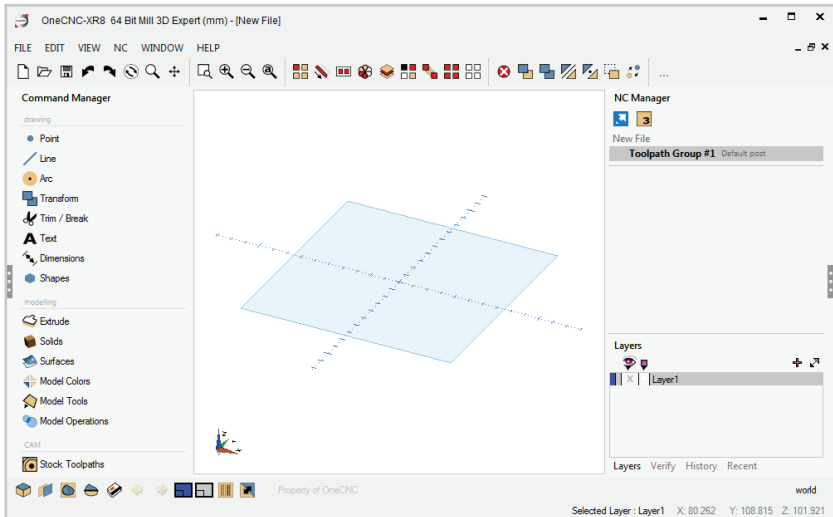 OneCNC-XR8 64 Bit Mill 3D Expert (mm) - [New File]
FILE EDIT VIEW NC WINDOW HELP
Command Manager
drawing
Point
Line
Arc
Transform
Trim / Break
A Text
Dimensions
Shapes
modelling
Extrude
Solids
Surfaces
Model Colors
Model Tools
Model Operations
CAM
Stock Toolpaths
NC Manager
3
New File
Toolpath Group #1 Default post
Layers
X Layer1
Layers Verify History Recent
Property of OneCNC
world
Selected Layer : Layer1 X: 80.262 Y: 108.815 Z: 101.921